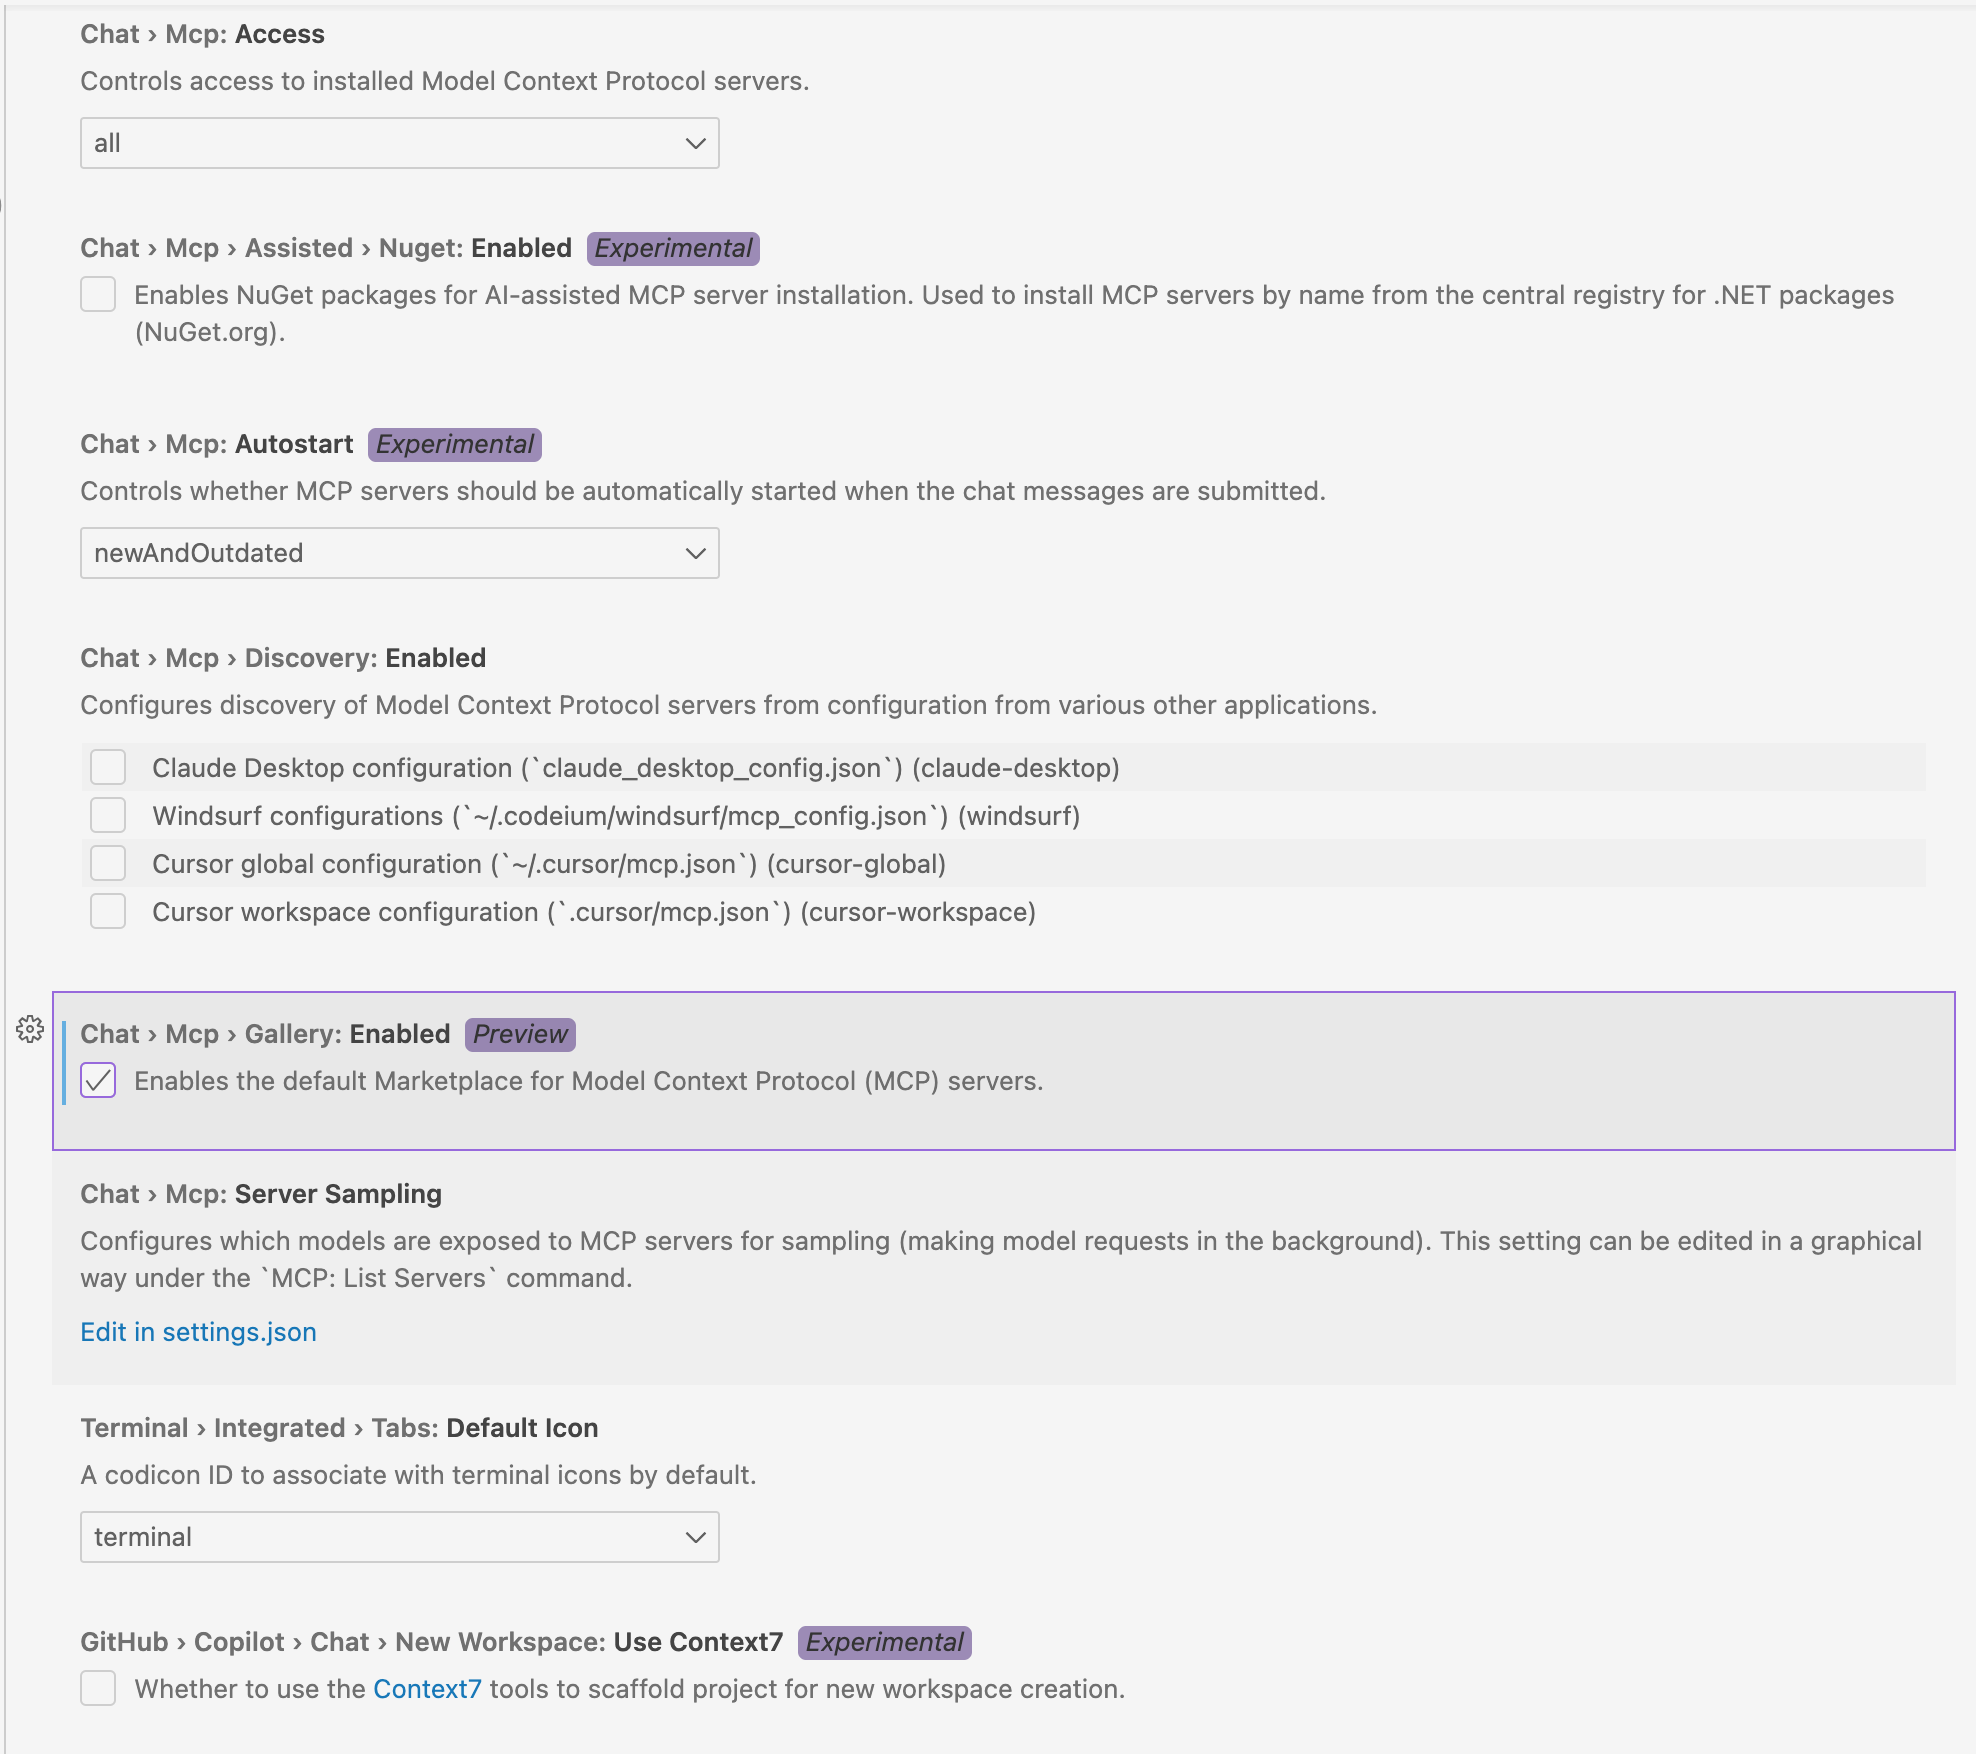 Chat › Mcp: Access
Controls access to installed Model Context Protocol servers.
all
Chat › Mcp › Assisted › Nuget: Enabled Experimental
Enables NuGet packages for AI-assisted MCP server installation. Used to install MCP servers by name from the central registry for .NET packages
(NuGet.org).
Chat › Mcp: Autostart Experimental
Controls whether MCP servers should be automatically started when the chat messages are submitted.
newAndOutdated
Chat › Mcp › Discovery: Enabled
Configures discovery of Model Context Protocol servers from configuration from various other applications.
Claude Desktop configuration (`claude_desktop_config.json`) (claude-desktop)
Windsurf configurations (`~/.codeium/windsurf/mcp_config.json`) (windsurf)
Cursor global configuration (`~/.cursor/mcp.json`) (cursor-global)
Cursor workspace configuration (`.cursor/mcp.json`) (cursor-workspace)
Chat › Mcp › Gallery: Enabled Preview
Enables the default Marketplace for Model Context Protocol (MCP) servers.
Chat › Mcp: Server Sampling
Configures which models are exposed to MCP servers for sampling (making model requests in the background). This setting can be edited in a graphical
way under the `MCP: List Servers` command.
Edit in settings.json
Terminal › Integrated › Tabs: Default Icon
A codicon ID to associate with terminal icons by default.
terminal
GitHub › Copilot › Chat › New Workspace: Use Context7 Experimental
Whether to use the Context7 tools to scaffold project for new workspace creation.